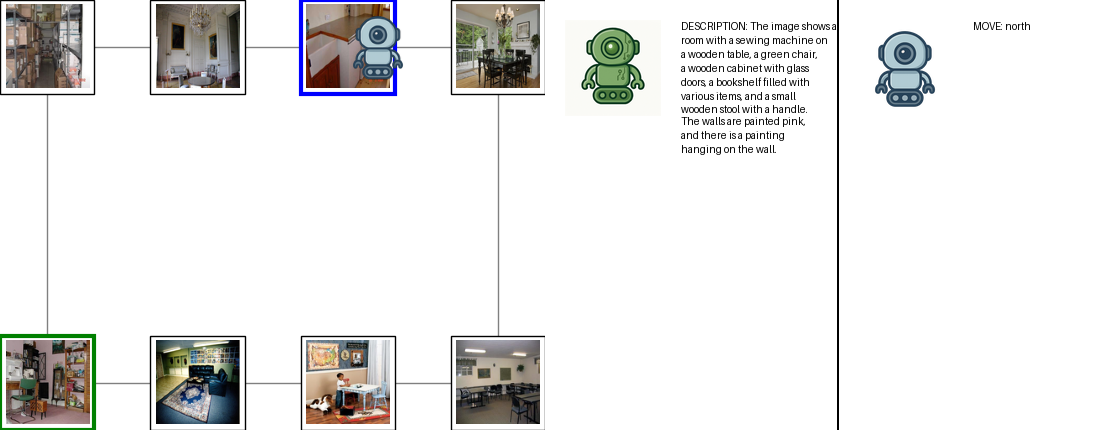 DESCRIPTION: The image shows a
room with a sewing machine on
a wooden table, a green chair,
a wooden cabinet with glass
doors, a bookshelf filled with
various items, and a small
wooden stool with a handle.
The walls are painted pink,
and there is a painting
hanging on the wall.
MOVE: north